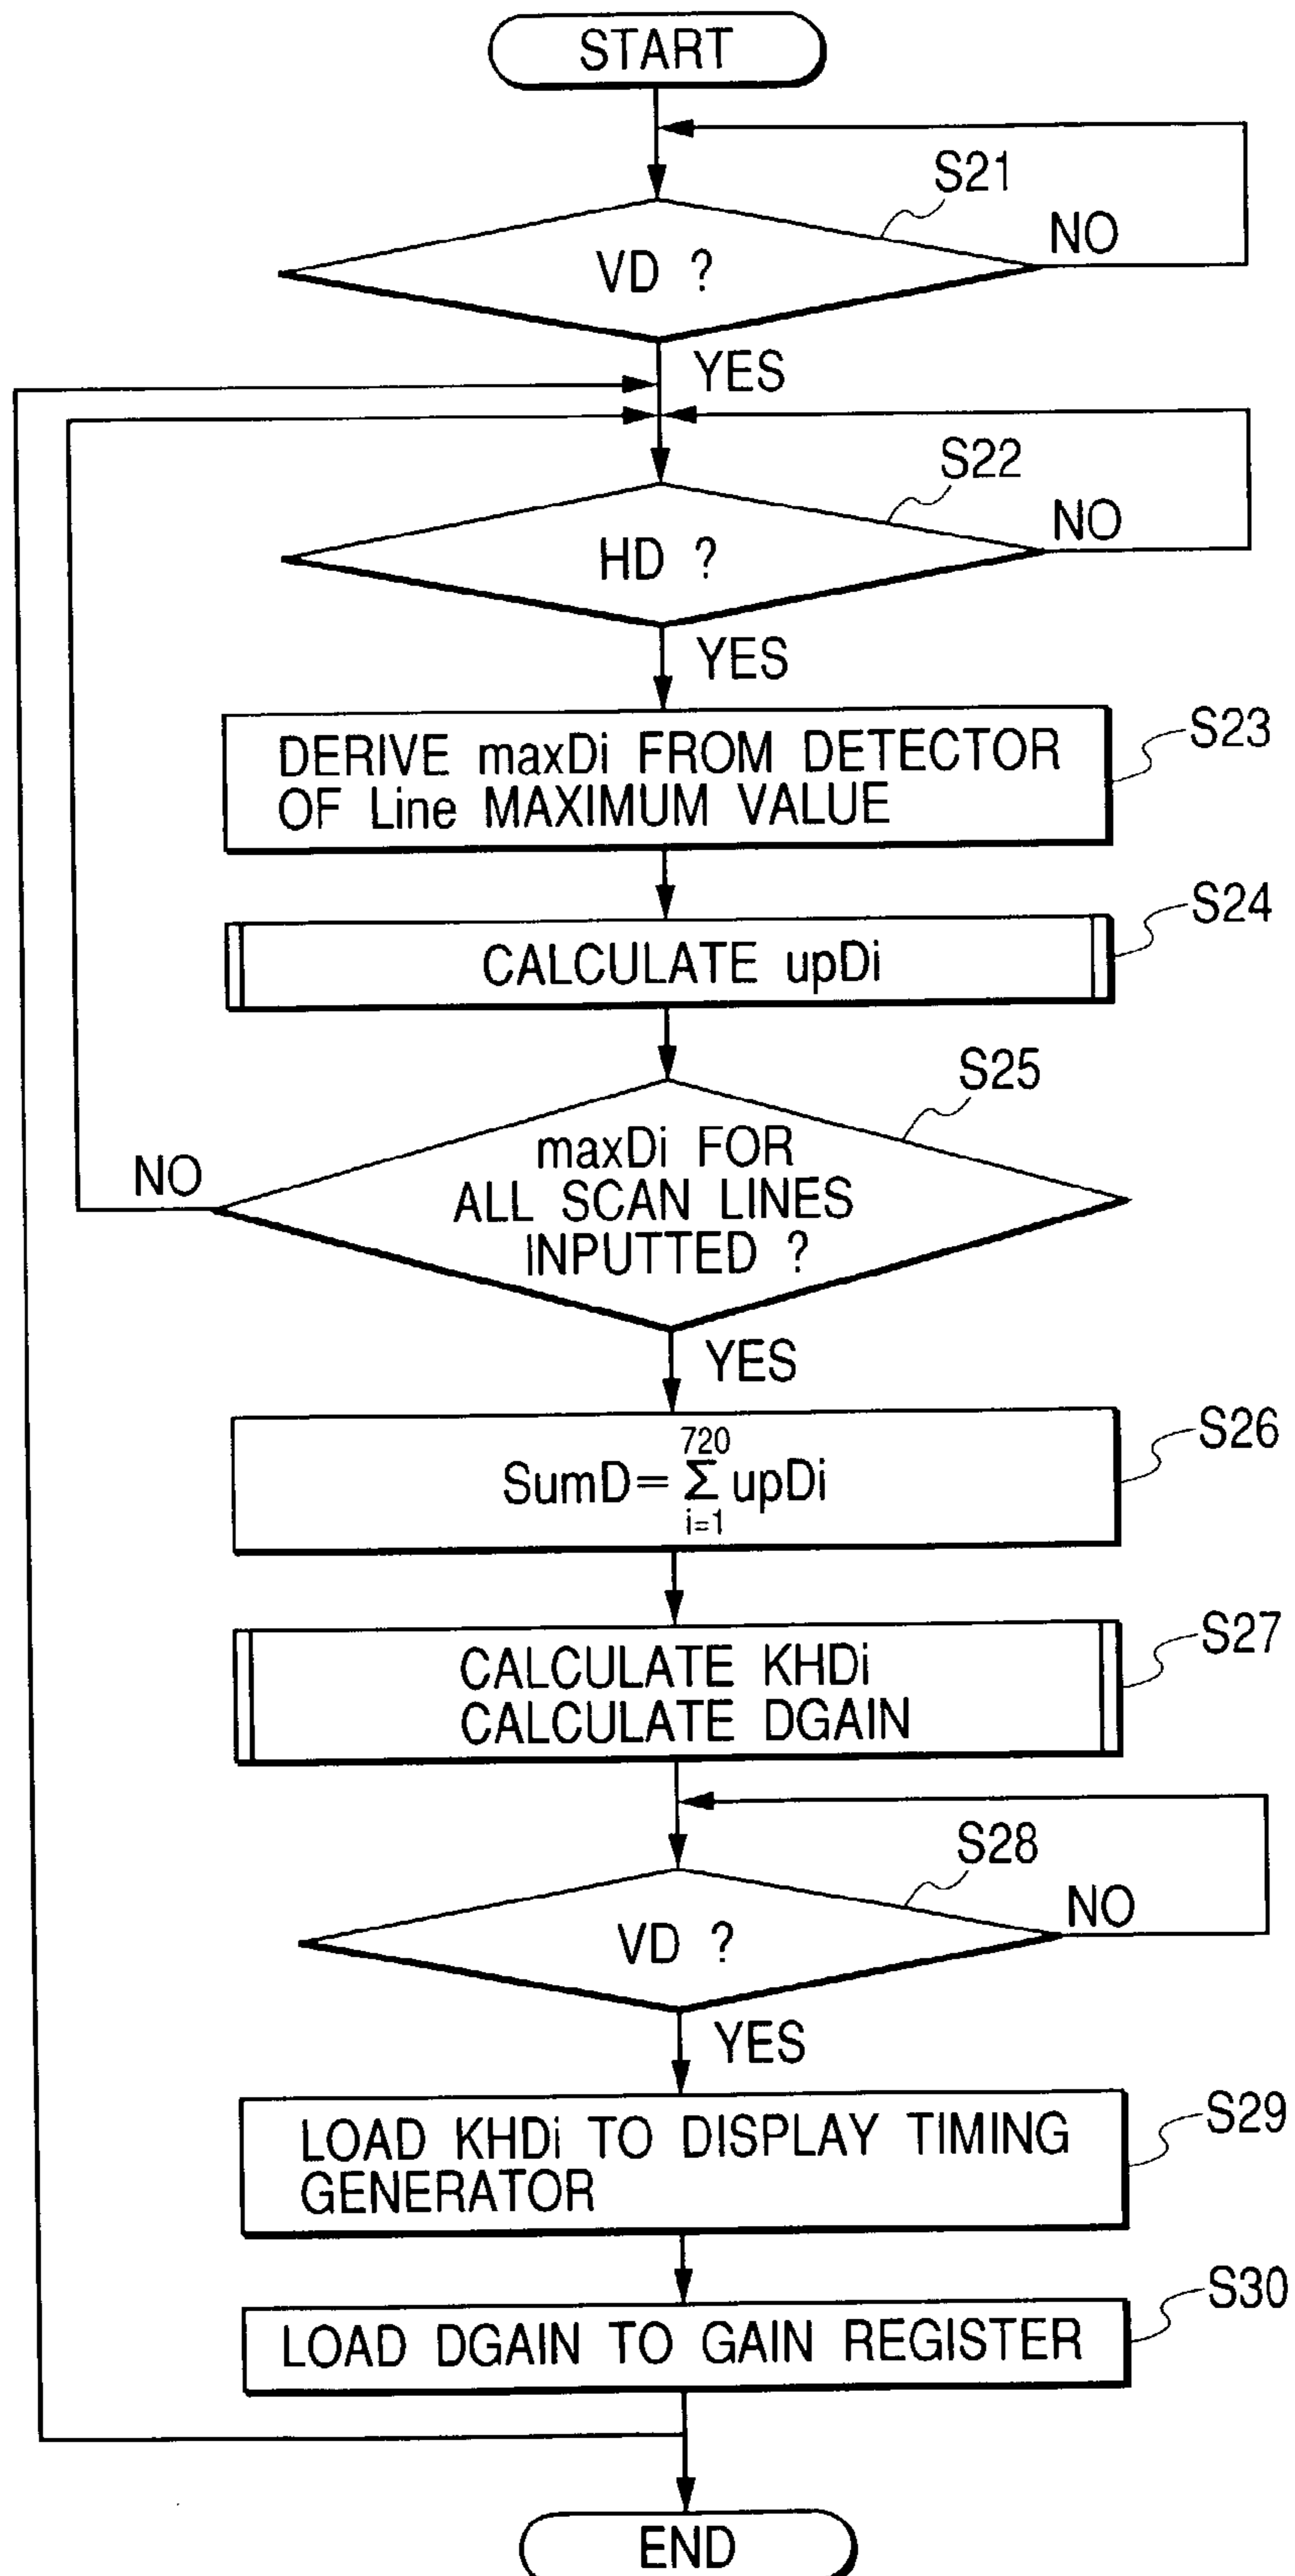 START
S21
VD ?
NO
YES
S22
HD ?
NO
YES
S23
DERIVE maxDi FROM DETECTOR
OF Line MAXIMUM VALUE
S24
CALCULATE upDi
S25
maxDi FOR
ALL SCAN LINES
INPUTTED ?
NO
YES
S26
720
SumD=ΣupDi
i=1
S27
CALCULATE KHDi
CALCULATE DGAIN
S28
VD ?
NO
YES
S29
LOAD KHDi TO DISPLAY TIMING
GENERATOR
S30
LOAD DGAIN TO GAIN REGISTER
END